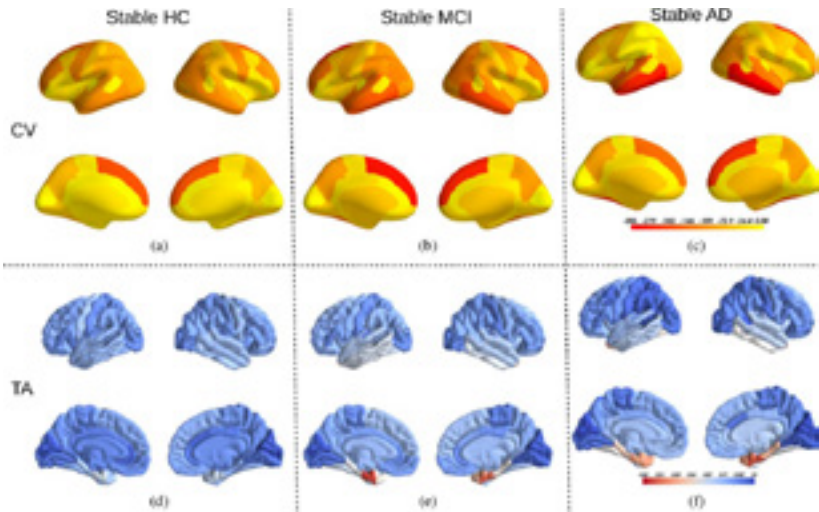 Stable HC
Stable MCI
Stable AD
CV
(a)
(b)
(c)
TA
(d)
(e)
(f)